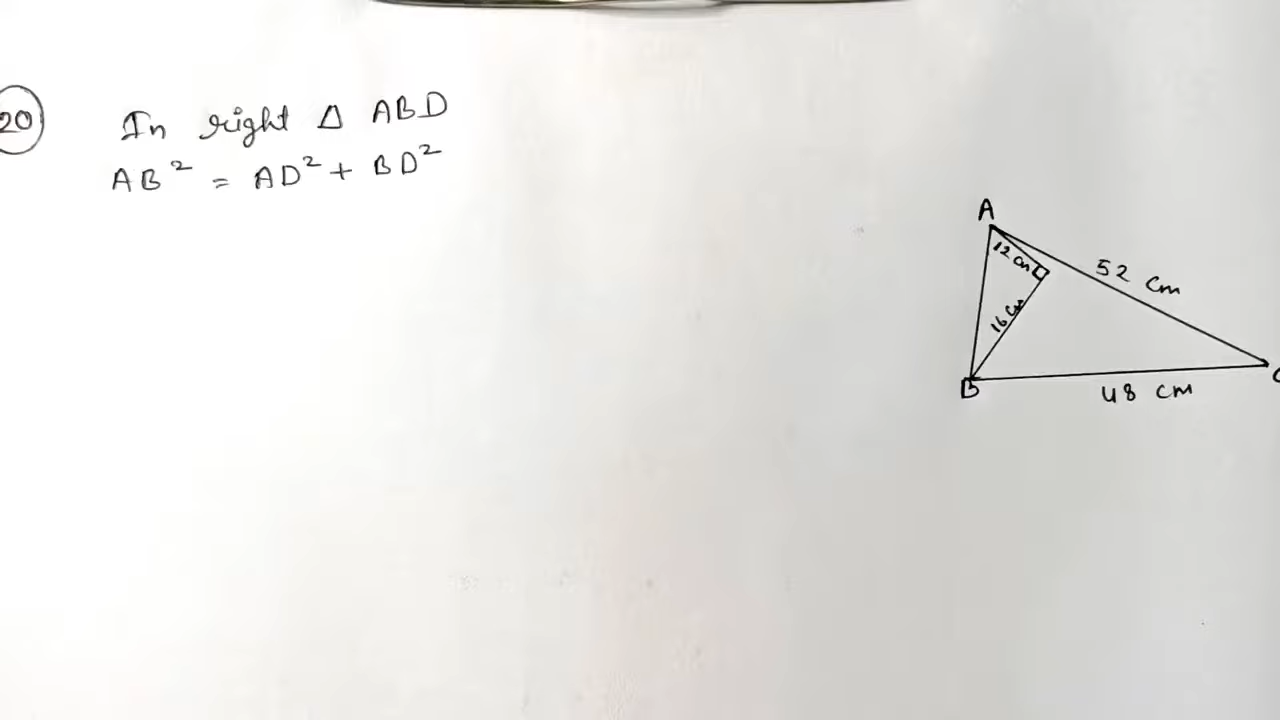 20
In right Δ ABD
AB² = AD² + BD²
A
12 cm
52 cm
16 cm
B
48 cm